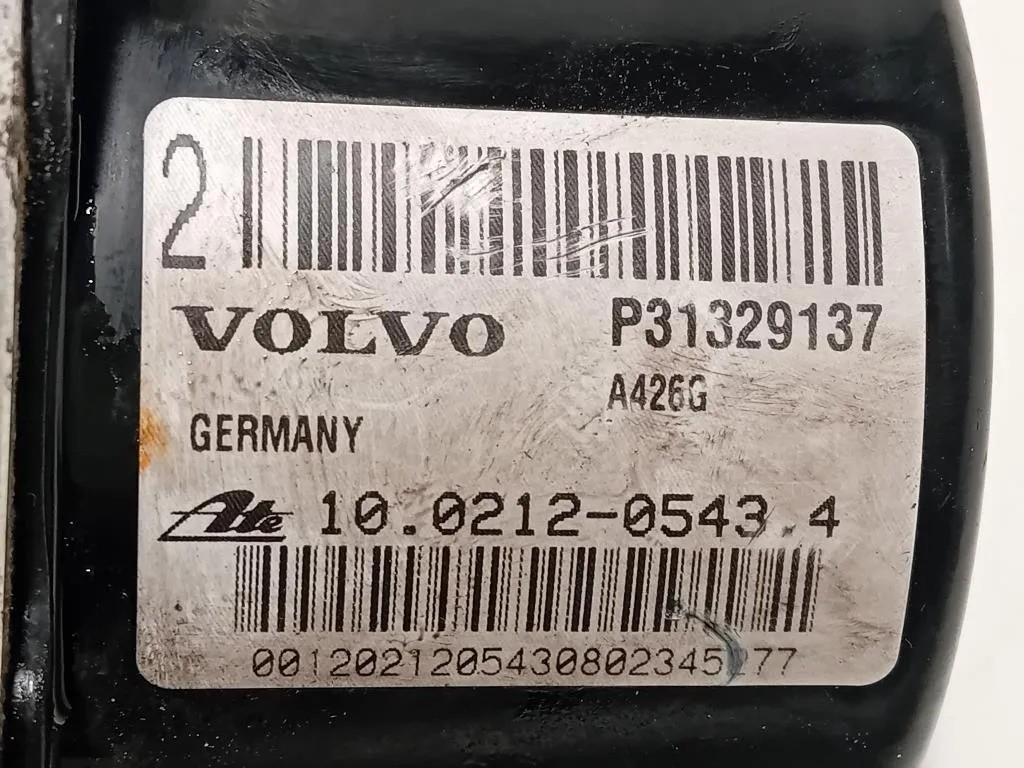 2
VOLVO P31329137
A426G
GERMANY
Ate 10.0212-0543.4